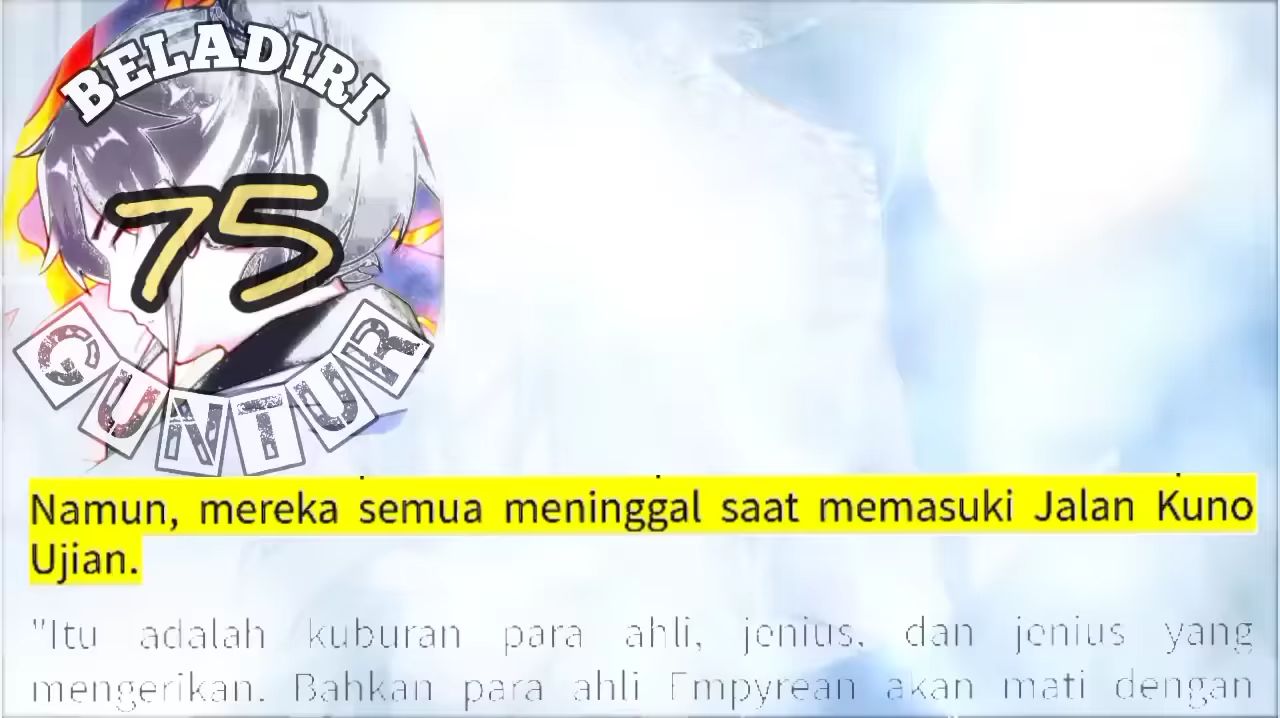 BELADIRI
75
GUNTUR
Namun, mereka semua meninggal saat memasuki Jalan Kuno
Ujian.
"Itu adalah kuburan para ahli, jenius, dan jenius yang
mengerikan. Bahkan para ahli Empyrean akan mati dengan